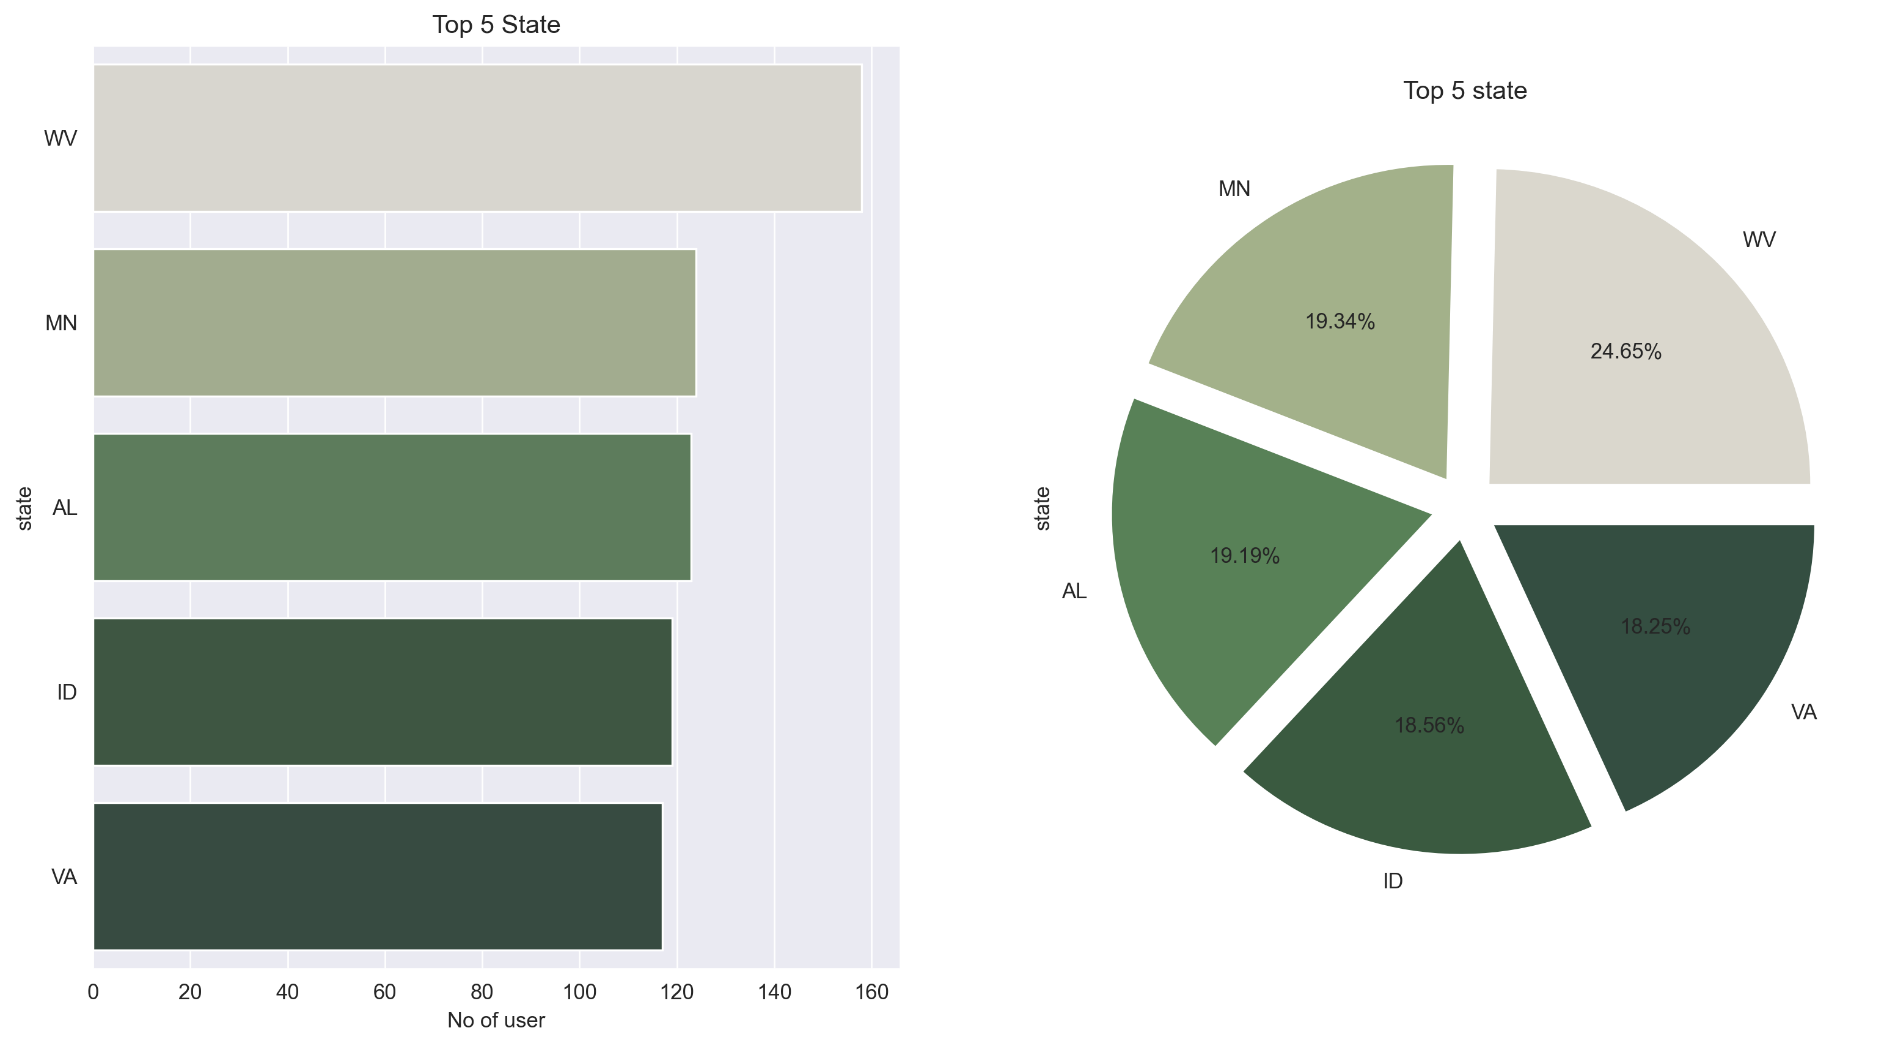 Top 5 State
WV
MN
AL
ID
VA
state
0 20 40 60 80 100 120 140 160
No of user
Top 5 state
MN
WV
19.34%
24.65%
state
19.19%
AL
18.25%
18.56%
VA
ID